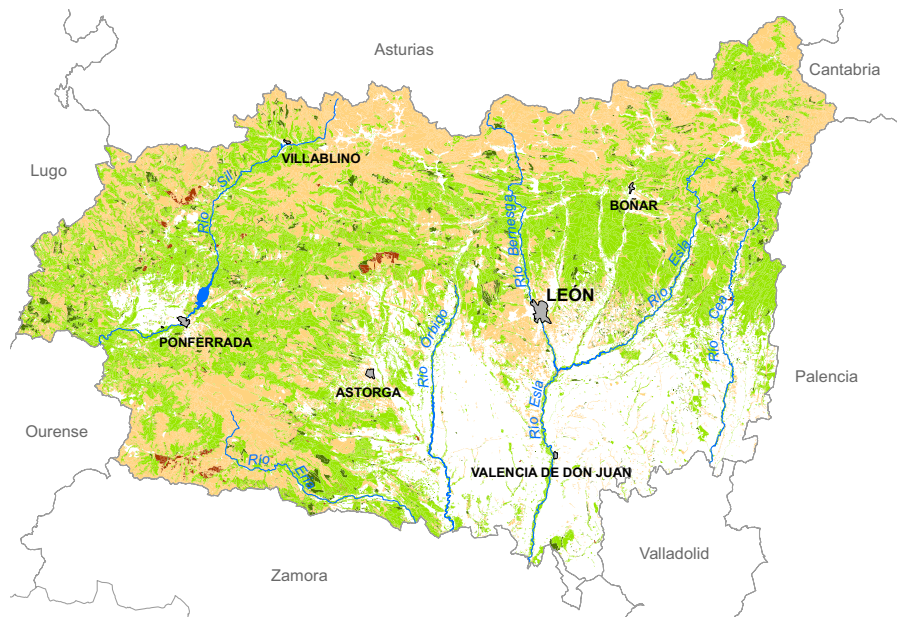 Asturias
Cantabria
Lugo
VILLABLINO
Río Sil
BOÑAR
Río Bernesga
Río Esla
LEÓN
Río Cea
Río Orbigo
PONFERRADA
ASTORGA
Palencia
Río Esla
Ourense
Río Eria
VALENCIA DE DON JUAN
Valladolid
Zamora